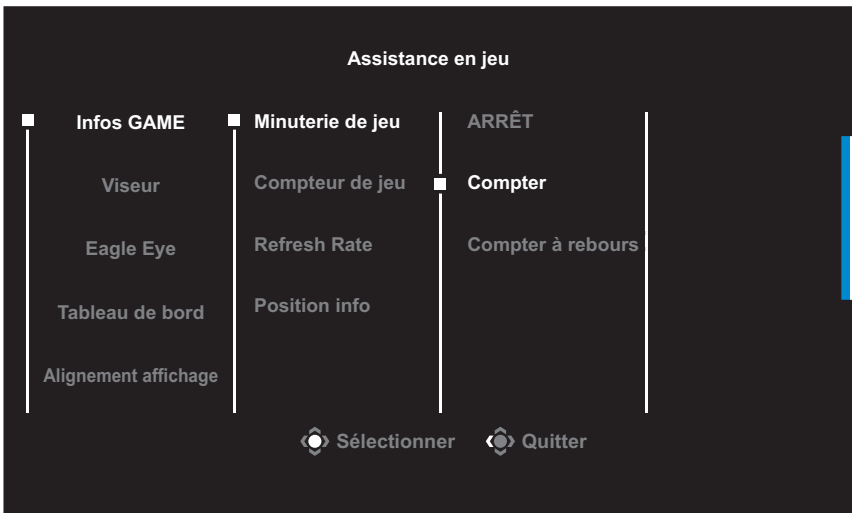 Assistance en jeu
Infos GAME
Minuterie de jeu
ARRÊT
Viseur
Compteur de jeu
Compter
Eagle Eye
Refresh Rate
Compter à rebours
Tableau de bord
Position info
Alignement affichage
Sélectionner
Quitter